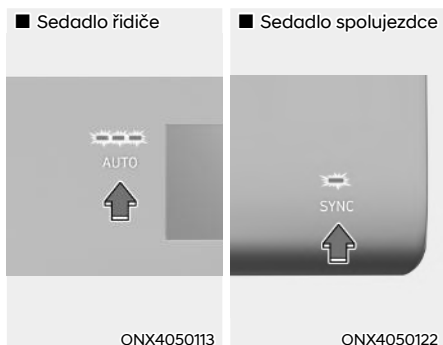 ■ Sedadlo řidiče
AUTO
ONX4050113
■ Sedadlo spolujezdce
SYNC
ONX4050122